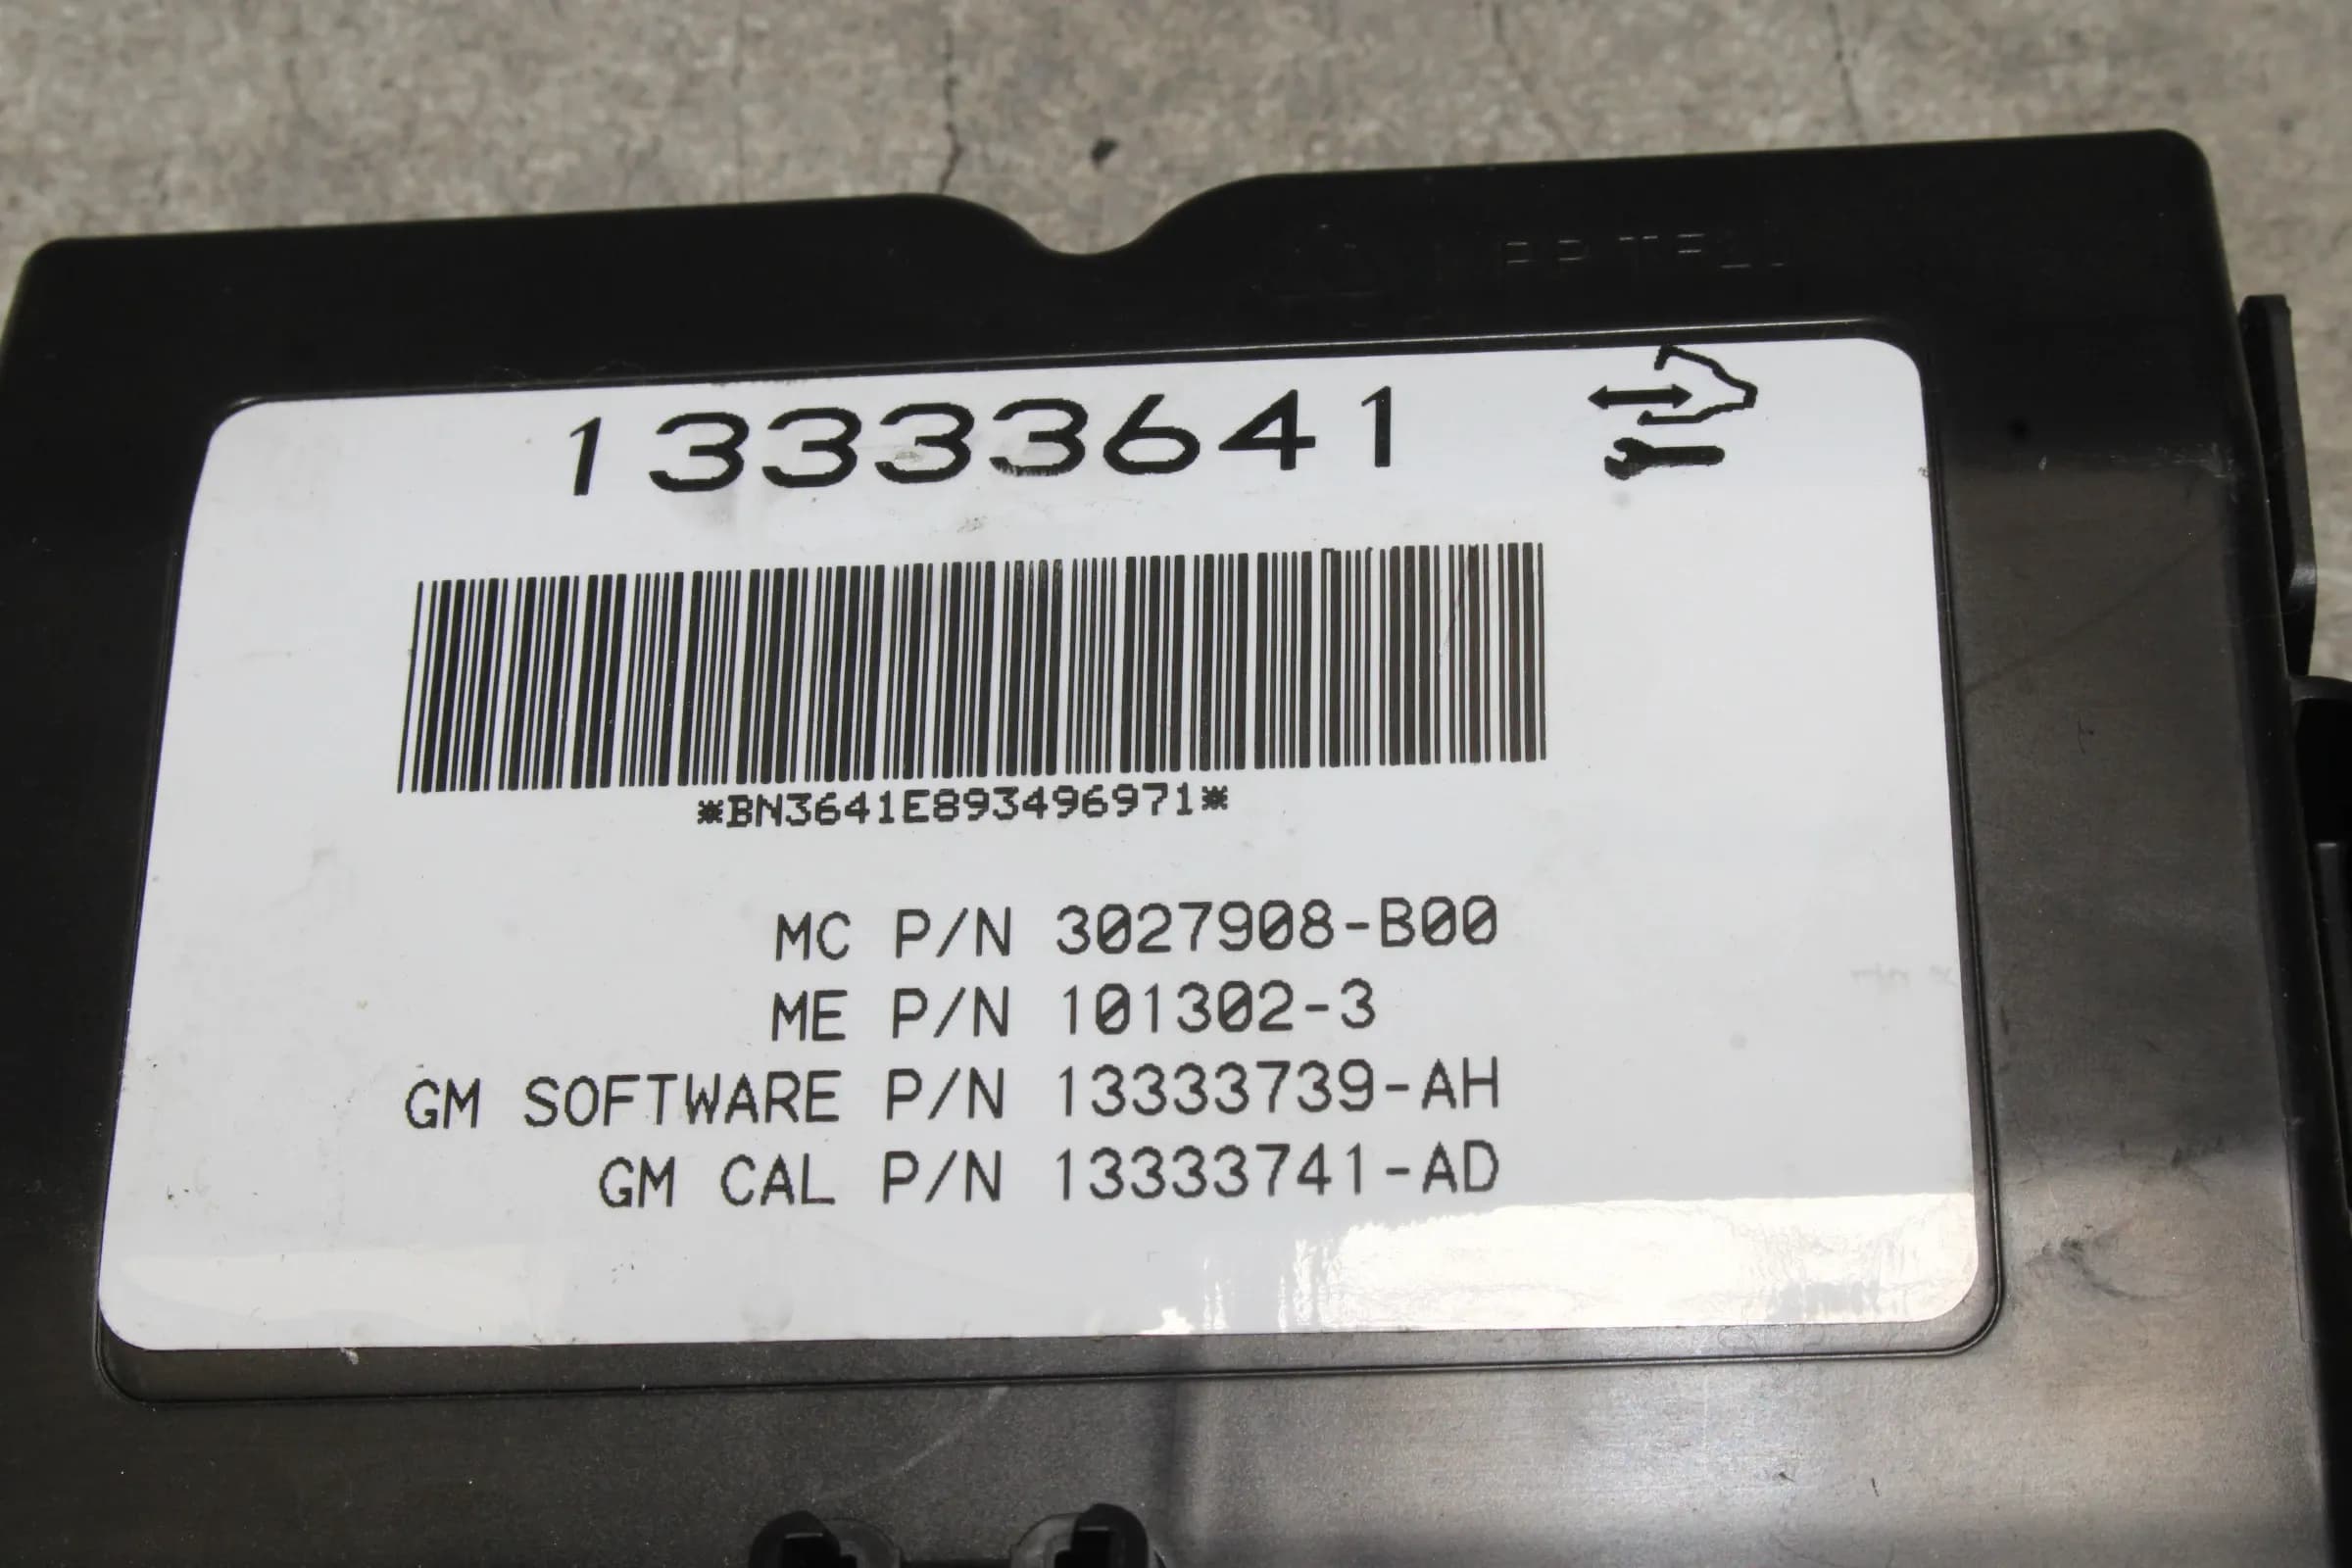 13333641
*BN3641E893496971*
MC P/N 3027908-B00
ME P/N 101302-3
GM SOFTWARE P/N 13333739-AH
GM CAL P/N 13333741-AD